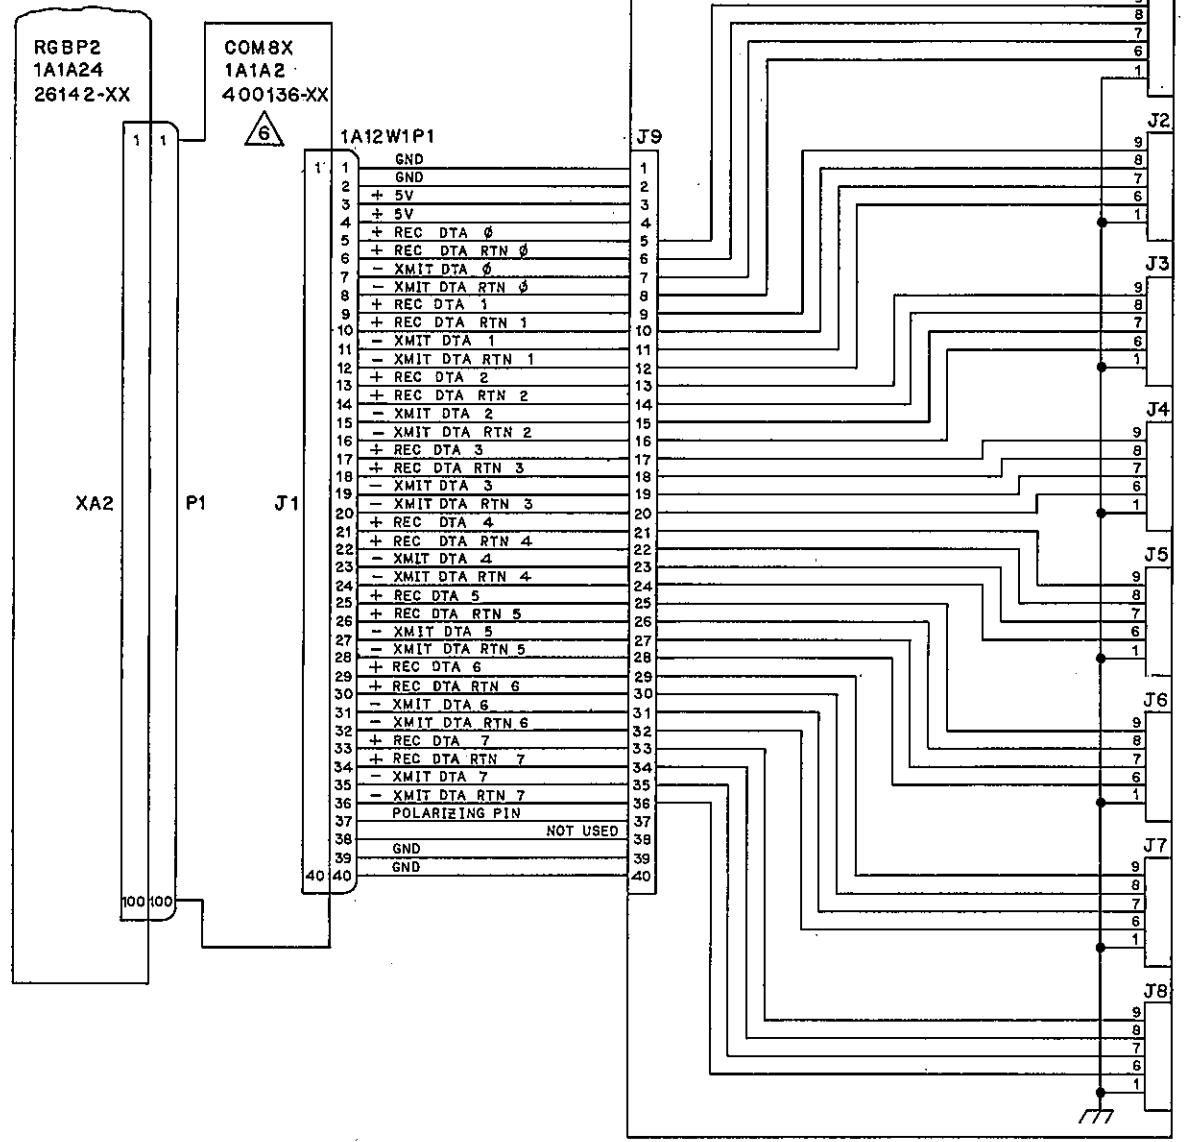 RGBP2
1A1A24
26142-XX
COM8X
1A1A2
400136-XX
6
1 1
XA2
P1
100 100
J1
1A12W1P1
J9
1 1 GND 1
2 GND 2
3 + 5V 3
4 + 5V 4
5 + REC DTA Ø 5
6 + REC DTA RTN Ø 6
7 - XMIT DTA Ø 7
8 - XMIT DTA RTN Ø 8
9 + REC DTA 1 9
10 + REC DTA RTN 1 10
11 - XMIT DTA 1 11
12 - XMIT DTA RTN 1 12
13 + REC DTA 2 13
14 + REC DTA RTN 2 14
15 - XMIT DTA 2 15
16 - XMIT DTA RTN 2 16
17 + REC DTA 3 17
18 + REC DTA RTN 3 18
19 - XMIT DTA 3 19
20 - XMIT DTA RTN 3 20
21 + REC DTA 4 21
22 + REC DTA RTN 4 22
23 - XMIT DTA 4 23
24 - XMIT DTA RTN 4 24
25 + REC DTA 5 25
26 + REC DTA RTN 5 26
27 - XMIT DTA 5 27
28 - XMIT DTA RTN 5 28
29 + REC DTA 6 29
30 + REC DTA RTN 6 30
31 - XMIT DTA 6 31
32 - XMIT DTA RTN 6 32
33 + REC DTA 7 33
34 + REC DTA RTN 7 34
35 - XMIT DTA 7 35
36 - XMIT DTA RTN 7 36
37 POLARIZING PIN 37
38 NOT USED 38
39 GND 39
40 40 GND 40
8
7
6
1
J2
9
8
7
6
1
J3
9
8
7
6
1
J4
9
8
7
6
1
J5
9
8
7
6
1
J6
9
8
7
6
1
J7
9
8
7
6
1
J8
9
8
7
6
1